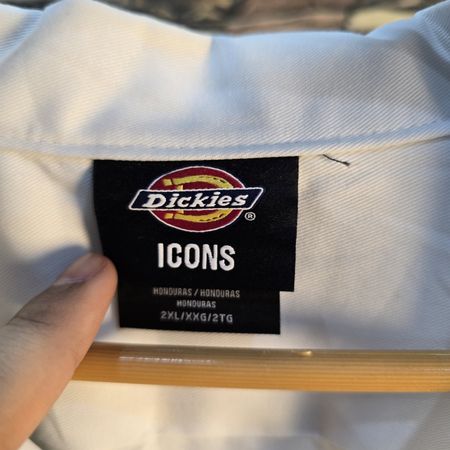 Dickies ®
ICONS
HONDURAS / HONDURAS
HONDURAS
2XL/XXG/2TG